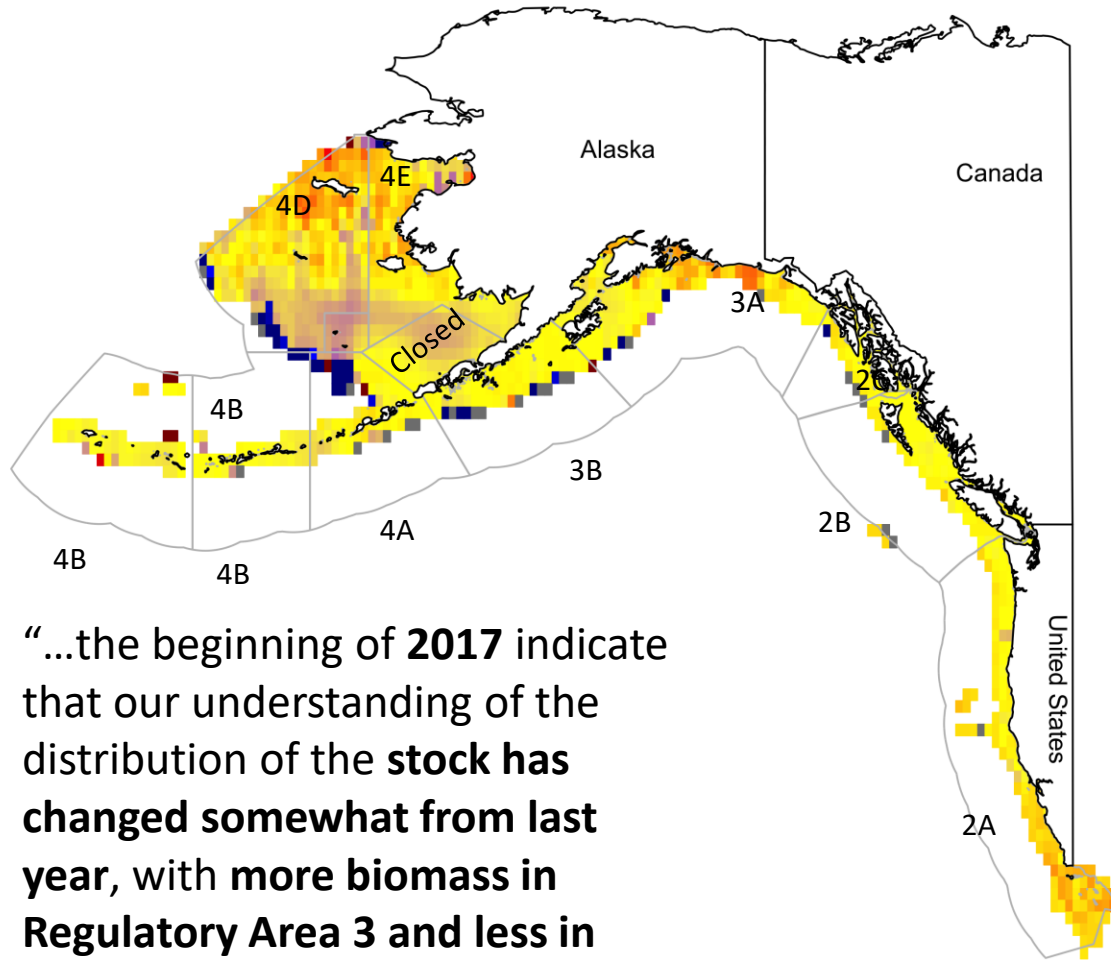 Alaska
Canada
4E
4D
3A
Closed
2C
4B
3B
2B
4A
4B
4B
United States
2A
“…the beginning of 2017 indicate
that our understanding of the
distribution of the stock has
changed somewhat from last
year, with more biomass in
Regulatory Area 3 and less in